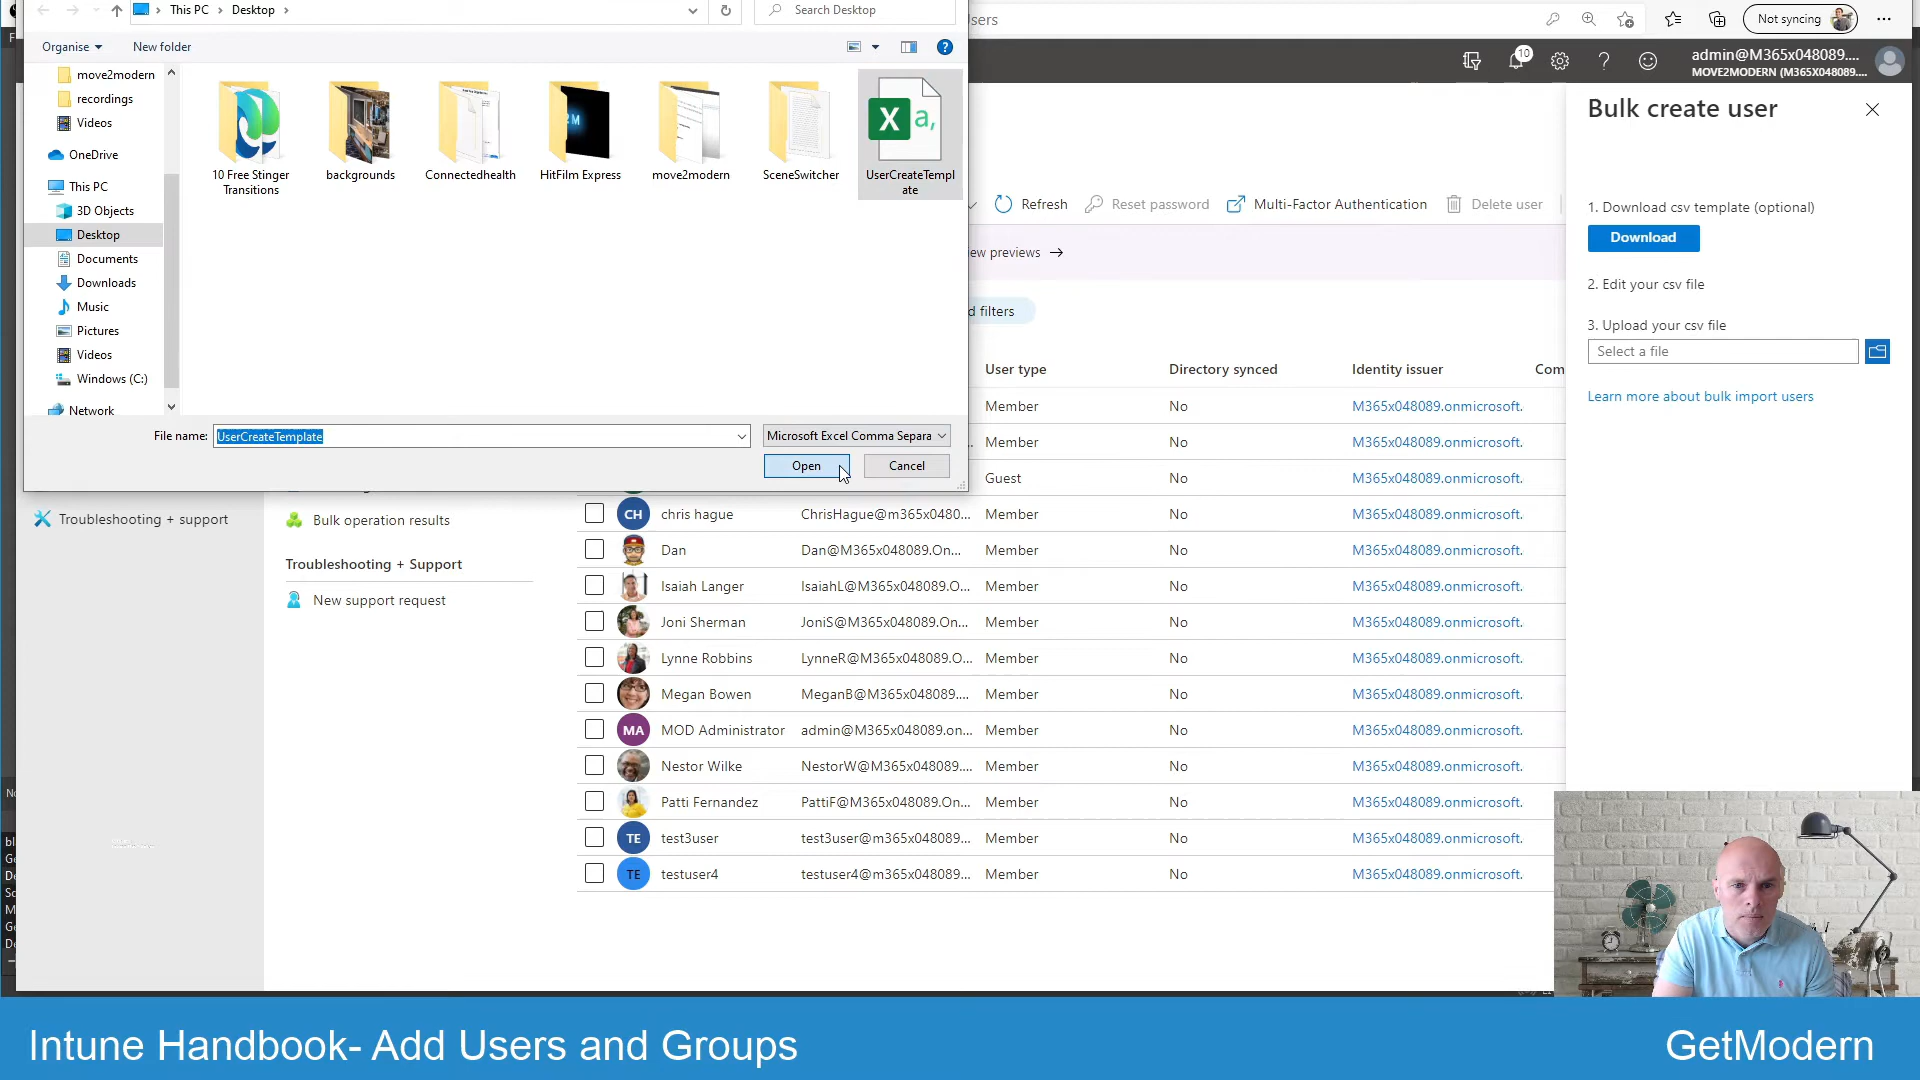 This PC › Desktop ›
Search Desktop
Organise
New folder
move2modern
recordings
Videos
OneDrive
This PC
3D Objects
Desktop
Documents
Downloads
Music
Pictures
Videos
Windows (C:)
Network
10 Free Stinger
Transitions
backgrounds
Connectedhealth
HitFilm Express
move2modern
SceneSwitcher
UserCreateTempl
ate
File name:
UserCreateTemplate
Microsoft Excel Comma Separa
Open
Cancel
Not syncing
10
admin@M365x048089....
MOVE2MODERN (M365X048089....
Refresh
Reset password
Multi-Factor Authentication
Delete user
ew previews →
d filters
User type
Directory synced
Identity issuer
Com
Member No M365x048089.onmicrosoft.
Member No M365x048089.onmicrosoft.
Guest No M365x048089.onmicrosoft.
CH chris hague ChrisHague@m365x0480... Member No M365x048089.onmicrosoft.
Dan Dan@M365x048089.On... Member No M365x048089.onmicrosoft.
Isaiah Langer IsaiahL@M365x048089.O... Member No M365x048089.onmicrosoft.
Joni Sherman JoniS@M365x048089.On... Member No M365x048089.onmicrosoft.
Lynne Robbins LynneR@M365x048089.O... Member No M365x048089.onmicrosoft.
Megan Bowen MeganB@M365x048089.... Member No M365x048089.onmicrosoft.
MA MOD Administrator admin@M365x048089.on... Member No M365x048089.onmicrosoft.
Nestor Wilke NestorW@M365x048089.... Member No M365x048089.onmicrosoft.
Patti Fernandez PattiF@M365x048089.On... Member No M365x048089.onmicrosoft.
TE test3user test3user@m365x048089... Member No M365x048089.onmicrosoft.
TE testuser4 testuser4@m365x048089... Member No M365x048089.onmicrosoft.
Troubleshooting + support
Bulk operation results
Troubleshooting + Support
New support request
Bulk create user
1. Download csv template (optional)
Download
2. Edit your csv file
3. Upload your csv file
Select a file
Learn more about bulk import users
Intune Handbook- Add Users and Groups
GetModern